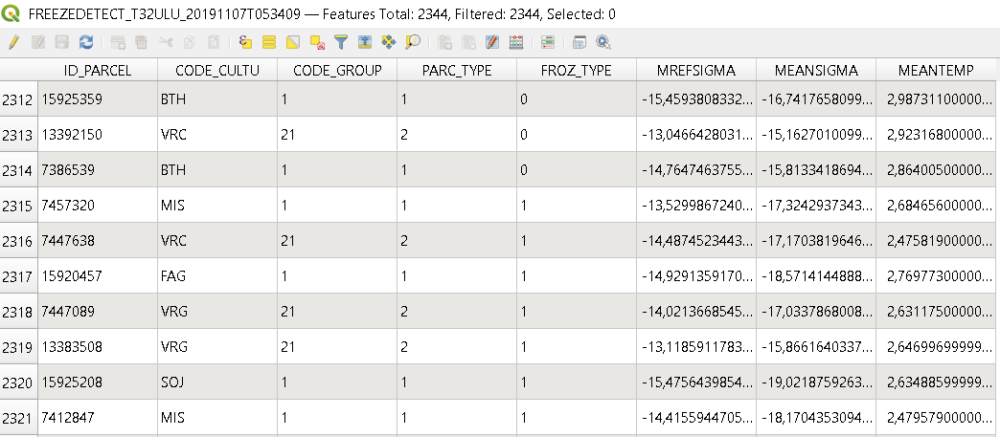 FREEZEDETECT_T32ULU_20191107T053409 — Features Total: 2344, Filtered: 2344, Selected: 0
ID_PARCEL CODE_CULTU CODE_GROUP PARC_TYPE FROZ_TYPE MREFSIGMA MEANSIGMA MEANTEMP
2312 15925359 BTH 1 1 0 -15,4593808332... -16,7417658099... 2,98731100000...
2313 13392150 VRC 21 2 0 -13,0466428031... -15,1627010099... 2,92316800000...
2314 7386539 BTH 1 1 0 -14,7647463755... -15,8133418694... 2,86400500000...
2315 7457320 MIS 1 1 1 -13,5299867240... -17,3242937343... 2,68465600000...
2316 7447638 VRC 21 2 1 -14,4874523443... -17,1703819646... 2,47581900000...
2317 15920457 FAG 1 1 1 -14,9291359170... -18,5714144888... 2,76977300000...
2318 7447089 VRG 21 2 1 -14,0213668545... -17,0337868008... 2,63117500000...
2319 13383508 VRG 21 2 1 -13,1185911783... -15,8661640337... 2,64699699999...
2320 15925208 SOJ 1 1 1 -15,4756439854... -19,0218759263... 2,63488599999...
2321 7412847 MIS 1 1 1 -14,4155944705... -18,1704353094... 2,47957900000...